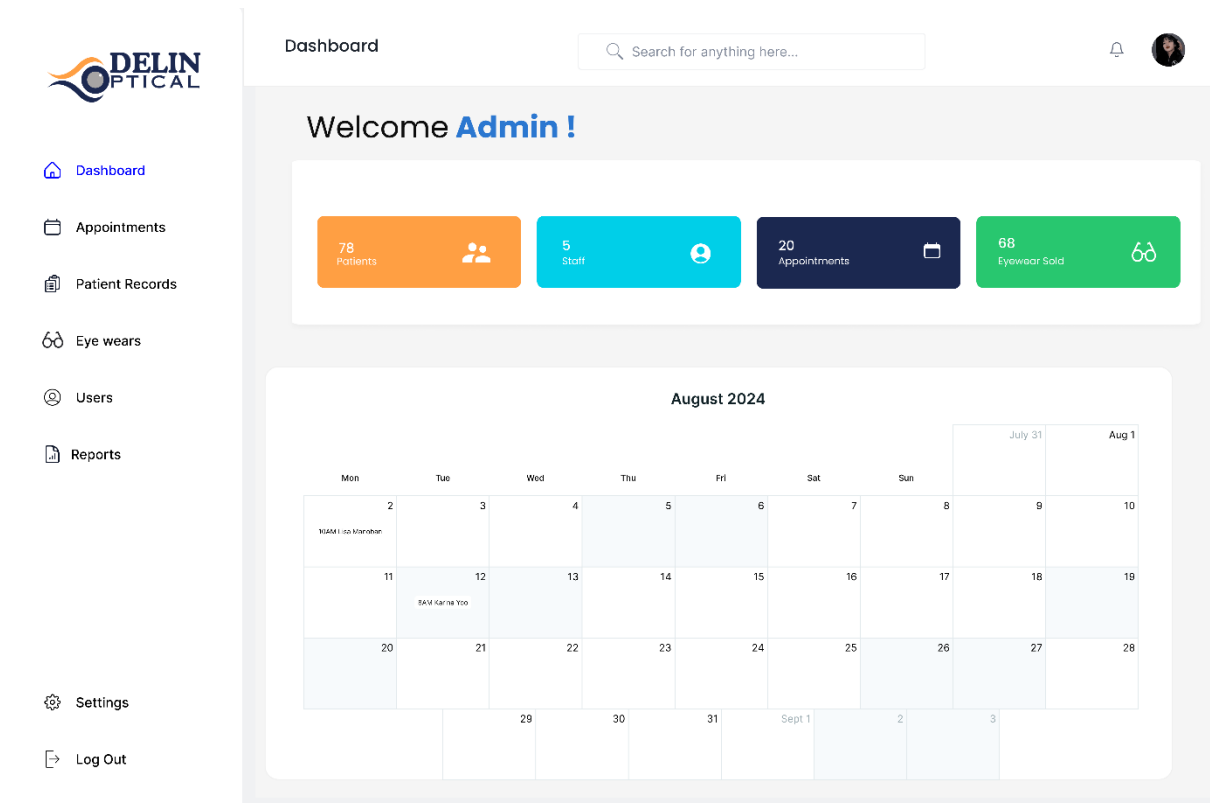 DELIN
OPTICAL
Dashboard
Search for anything here...
Welcome Admin !
Dashboard
Appointments
Patient Records
Eye wears
Users
Reports
Settings
Log Out
78
Patients
5
Staff
20
Appointments
68
Eyewear Sold
August 2024
July 31 Aug 1
Mon Tue Wed Thu Fri Sat Sun
2 3 4 5 6 7 8 9 10
10AM Lisa Manoban
11 12 13 14 15 16 17 18 19
8AM Karina Yoo
20 21 22 23 24 25 26 27 28
29 30 31 Sept 1 2 3